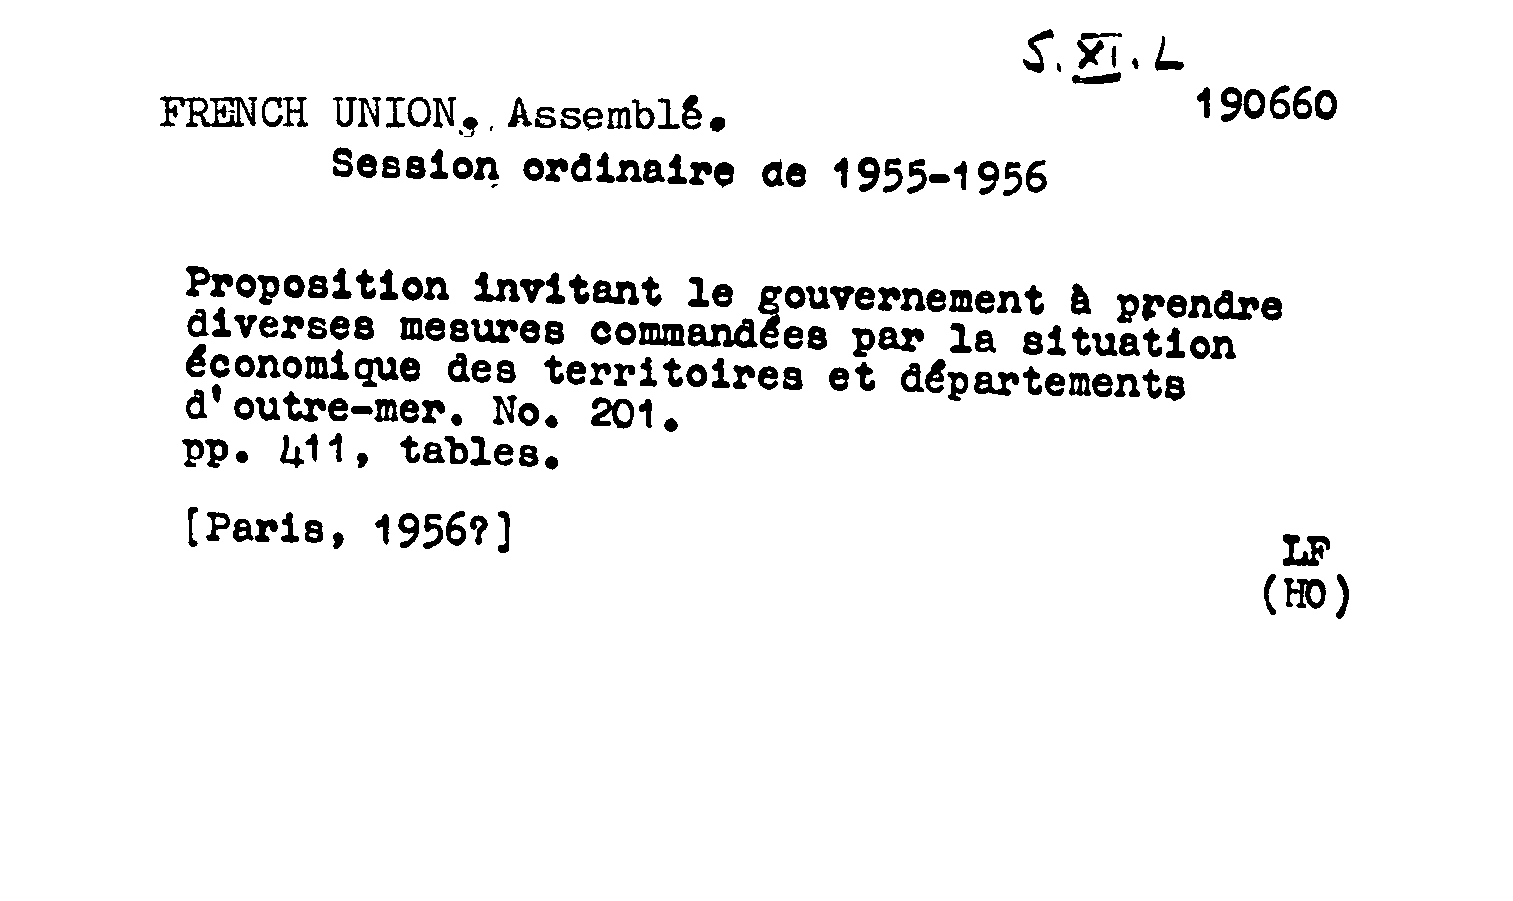 S. XI. L
190660
FRENCH UNION. Assemblé.
Session ordinaire de 1955-1956
Proposition invitant le gouvernement à prendre
diverses mesures commandées par la situation
économique des territoires et départements
d'outre-mer. No. 201.
pp. 411, tables.
[Paris, 1956?]
LF
(HO)